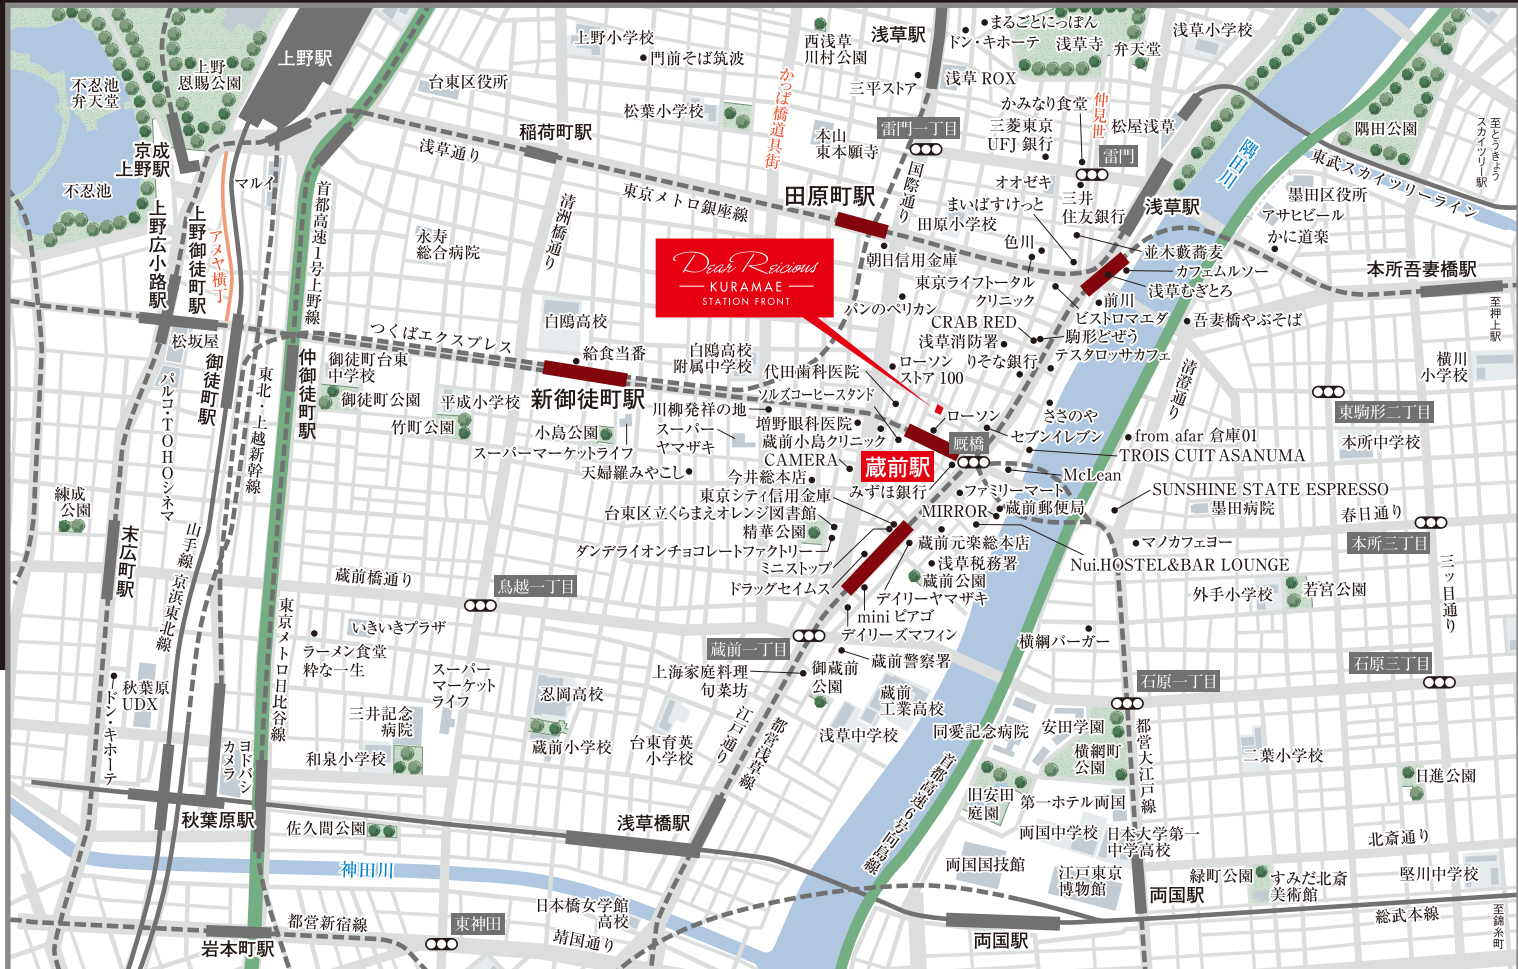 上野駅
不忍池
弁天堂
上野
恩賜公園
上野小学校
門前そば筑波
台東区役所
松葉小学校
かっぱ橋道具街
西浅草
川村公園
浅草駅
まるごとにっぽん
ドン・キホーテ
浅草寺
弁天堂
浅草小学校
浅草 ROX
三平ストア
かみなり食堂
仲見世
松屋浅草
雷門一丁目
三菱東京
UFJ 銀行
雷門
隅田川
隅田公園
至とうきょう
スカイツリー駅
東武スカイツリーライン
京成
上野駅
不忍池
マルイ
浅草通り
稲荷町駅
本山
東本願寺
国際通り
オオゼキ
三井
住友銀行
浅草駅
墨田区役所
アサヒビール
かに道楽
上野広小路駅
上野御徒町駅
アメヤ横丁
首都高速1号上野線
清洲橋通り
東京メトロ銀座線
田原町駅
まいばすけっと
田原小学校
色川
並木藪蕎麦
カフェムルソー
浅草むぎとろ
本所吾妻橋駅
至押上駅
永寿
総合病院
朝日信用金庫
東京ライフトータル
クリニック
前川
ビストロマエダ
吾妻橋やぶそば
Dear Reicious
KURAMAE
STATION FRONT
パンのペリカン
CRAB RED
浅草消防署
駒形どぜう
テスタロッサカフェ
松坂屋
つくばエクスプレス
白鴎高校
給食当番
白鴎高校
附属中学校
代田歯科医院
ローソン
ストア 100
りそな銀行
清澄通り
横川
小学校
御徒町駅
仲御徒町駅
御徒町台東
中学校
御徒町公園
平成小学校
竹町公園
新御徒町駅
小島公園
スーパーマーケットライフ
川柳発祥の地
スーパー
ヤマザキ
天婦羅みやこし
ソルズコーヒースタンド
増野眼科医院
蔵前小島クリニック
CAMERA
今井総本店
ローソン
厩橋
蔵前駅
セブンイレブン
ささのや
from afar 倉庫01
TROIS CUIT ASANUMA
東駒形二丁目
本所中学校
パルコ・TOHOシネマ
東北・上越新幹線
練成
公園
東京シティ信用金庫
台東区立くらまえオレンジ図書館
精華公園
みずほ銀行
ファミリーマート
McLean
MIRROR
蔵前郵便局
SUNSHINE STATE ESPRESSO
墨田病院
春日通り
本所三丁目
末広町駅
山手線
京浜東北線
ダンデライオンチョコレートファクトリー
ミニストップ
ドラッグセイムス
蔵前元楽総本店
浅草税務署
蔵前公園
マノカフェヨー
Nui.HOSTEL&BAR LOUNGE
外手小学校
若宮公園
三ッ目通り
蔵前橋通り
鳥越一丁目
デイリーヤマザキ
mini ピアゴ
デイリーズマフィン
横綱バーガー
東京メトロ日比谷線
いきいきプラザ
ラーメン食堂
粋な一生
スーパー
マーケット
ライフ
蔵前一丁目
上海家庭料理
旬菜坊
蔵前警察署
御蔵前
公園
石原三丁目
石原一丁目
秋葉原
UDX
ドン・キホーテ
ヨドバシ
カメラ
三井記念
病院
和泉小学校
忍岡高校
蔵前小学校
台東育英
小学校
江戸通り
都営浅草線
浅草中学校
蔵前
工業高校
同愛記念病院
安田学園
横網町
公園
都営大江戸線
二葉小学校
日進公園
首都高速6号向島線
旧安田
庭園
第一ホテル両国
両国中学校
日本大学第一
中学高校
北斎通り
秋葉原駅
佐久間公園
浅草橋駅
神田川
両国国技館
江戸東京
博物館
緑町公園
すみだ北斎
美術館
堅川中学校
両国駅
総武本線
至錦糸町
日本橋女学館
高校
都営新宿線
東神田
靖国通り
岩本町駅
両国駅